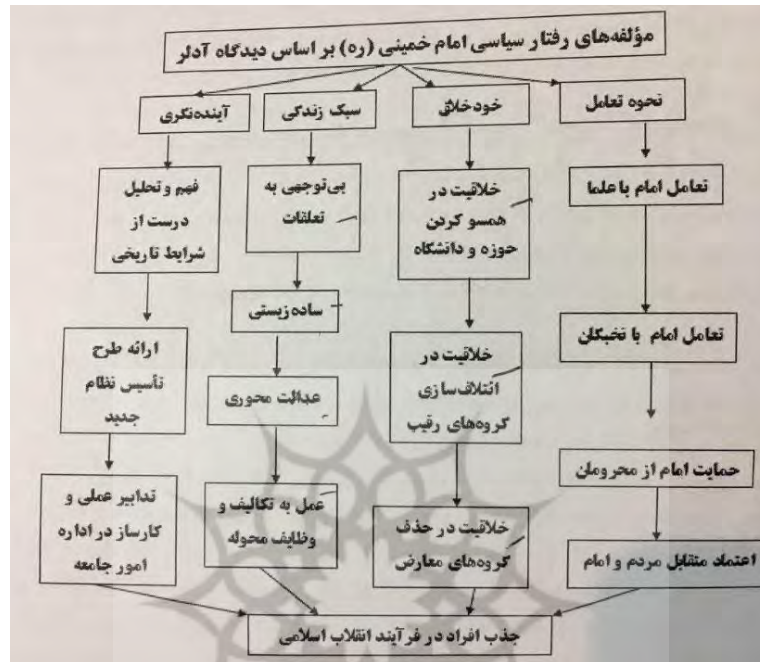 مؤلفه‌های رفتار سیاسی امام خمینی (ره) بر اساس دیدگاه آدلر
نحوه تعامل
خودخلاق
سبک زندگی
آینده‌نگری
تعامل امام با علما
خلاقیت در
همسو کردن
حوزه و دانشگاه
بی‌توجهی به
تعلقات
فهم و تحلیل
درست از
شرایط تاریخی
تعامل امام با نخبگان
خلاقیت در
ائتلاف‌سازی
گروه‌های رقیب
ساده‌زیستی
عدالت محوری
ارائه طرح
تأسیس نظام
جدید
حمایت امام از محرومان
اعتماد متقابل مردم و امام
خلاقیت در حذف
گروه‌های معارض
عمل به تکالیف و
وظایف محوله
تدابیر عملی و
کارساز در اداره
امور جامعه
جذب افراد در فرآیند انقلاب اسلامی